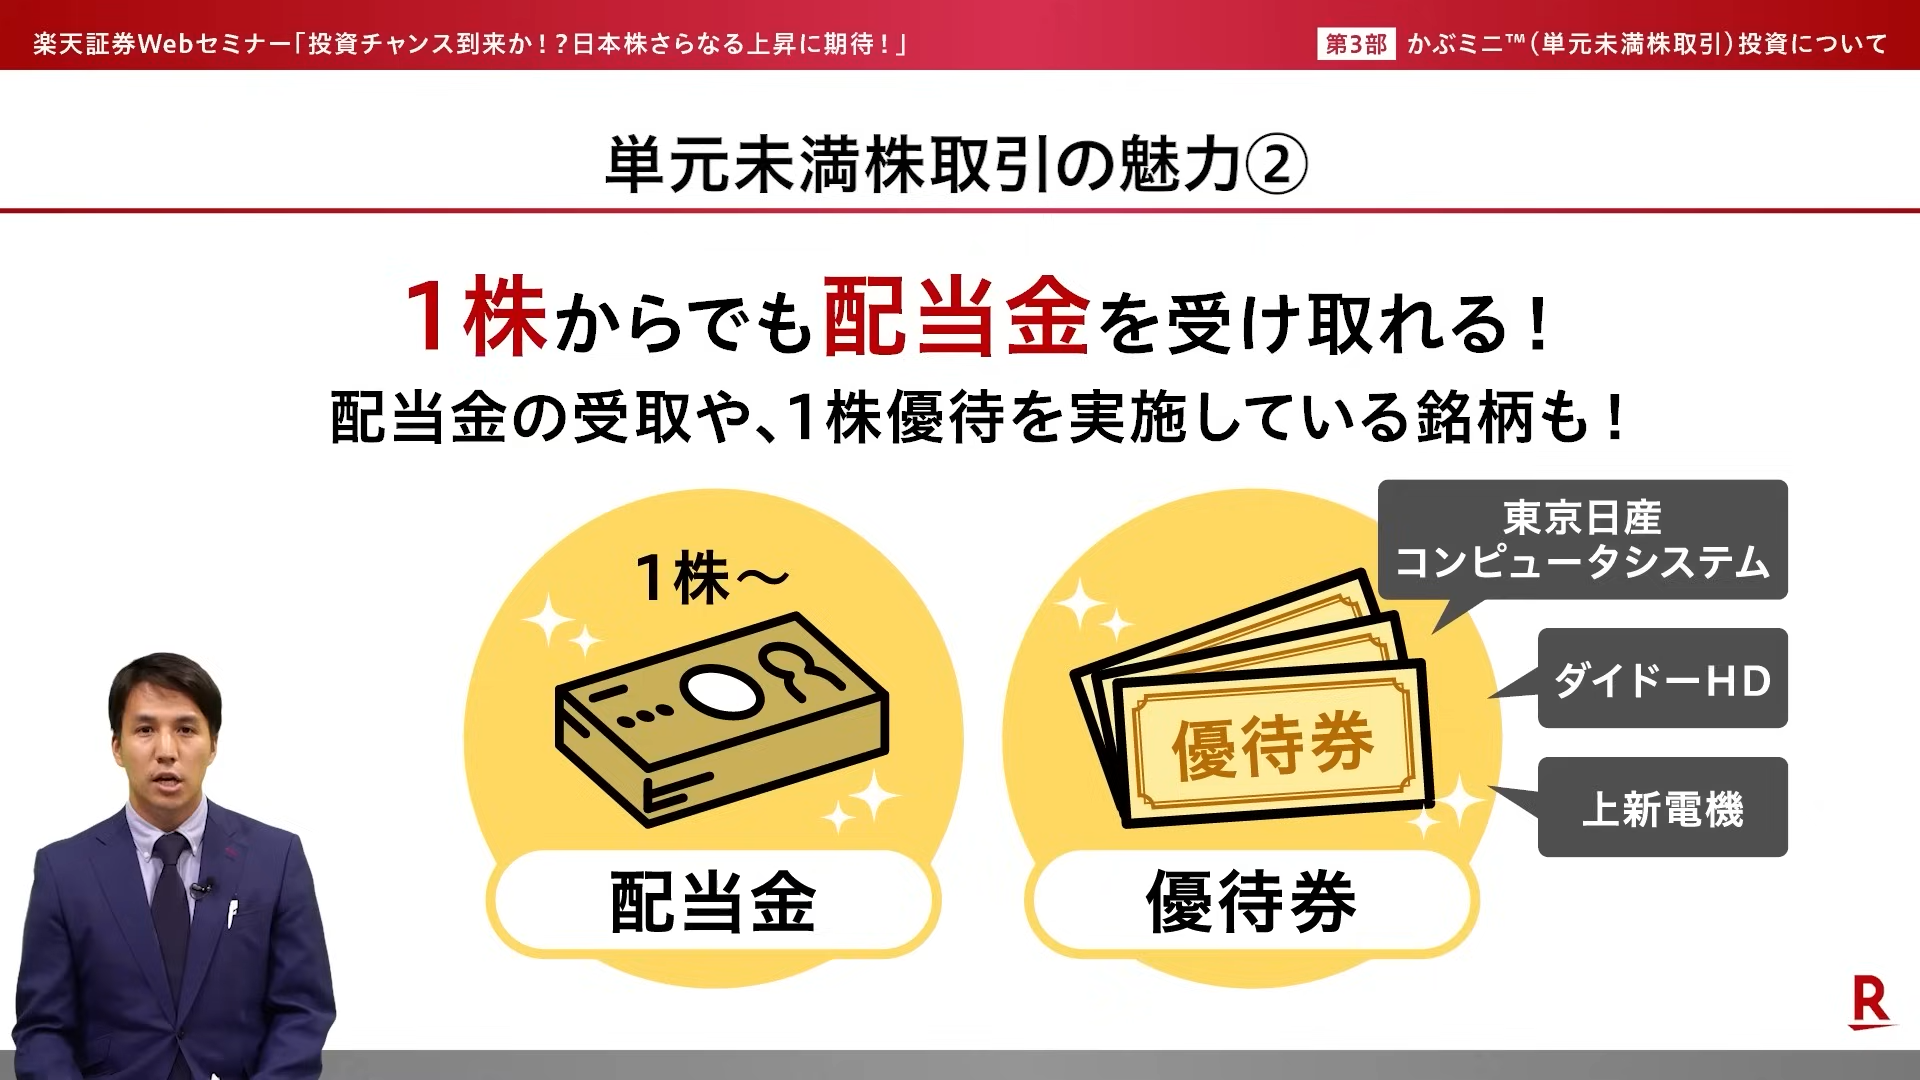 楽天証券Webセミナー「投資チャンス到来か！？日本株さらなる上昇に期待！」
第3部 かぶミニ™（単元未満株取引）投資について
単元未満株取引の魅力②
1株からでも配当金を受け取れる！
配当金の受取や、1株優待を実施している銘柄も！
1株～
配当金
優待券
優待券
東京日産
コンピュータシステム
ダイドーHD
上新電機
R